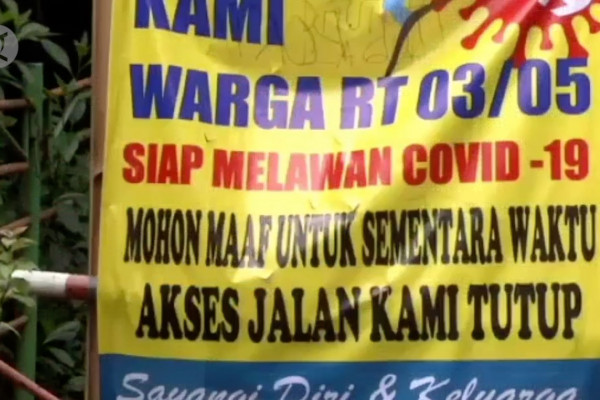 KAMI
WARGA RT 03/05
SIAP MELAWAN COVID -19
MOHON MAAF UNTUK SEMENTARA WAKTU
AKSES JALAN KAMI TUTUP
Sayangi Diri & Keluarga